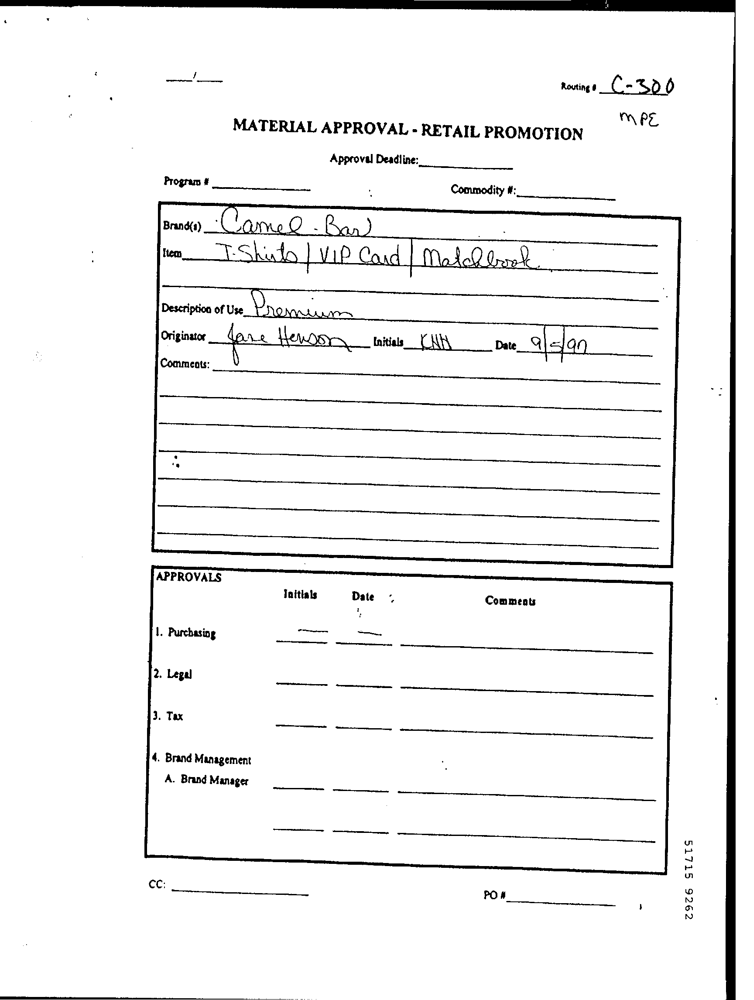 /
Routing # C-300
MPE
MATERIAL APPROVAL - RETAIL PROMOTION
Approval Deadline:
Program # Commodity #:
Brand(s) Camel - Bar
Item T-Shirts / VIP Card / Matchbook
Description of Use Premium
Originator Jane Henson Initials Date 9/5/90
Comments:
APPROVALS
Initials Date Comments
1. Purchasing — —
2. Legal
3. Tax
4. Brand Management
A. Brand Manager
CC: PO #
51715 9262